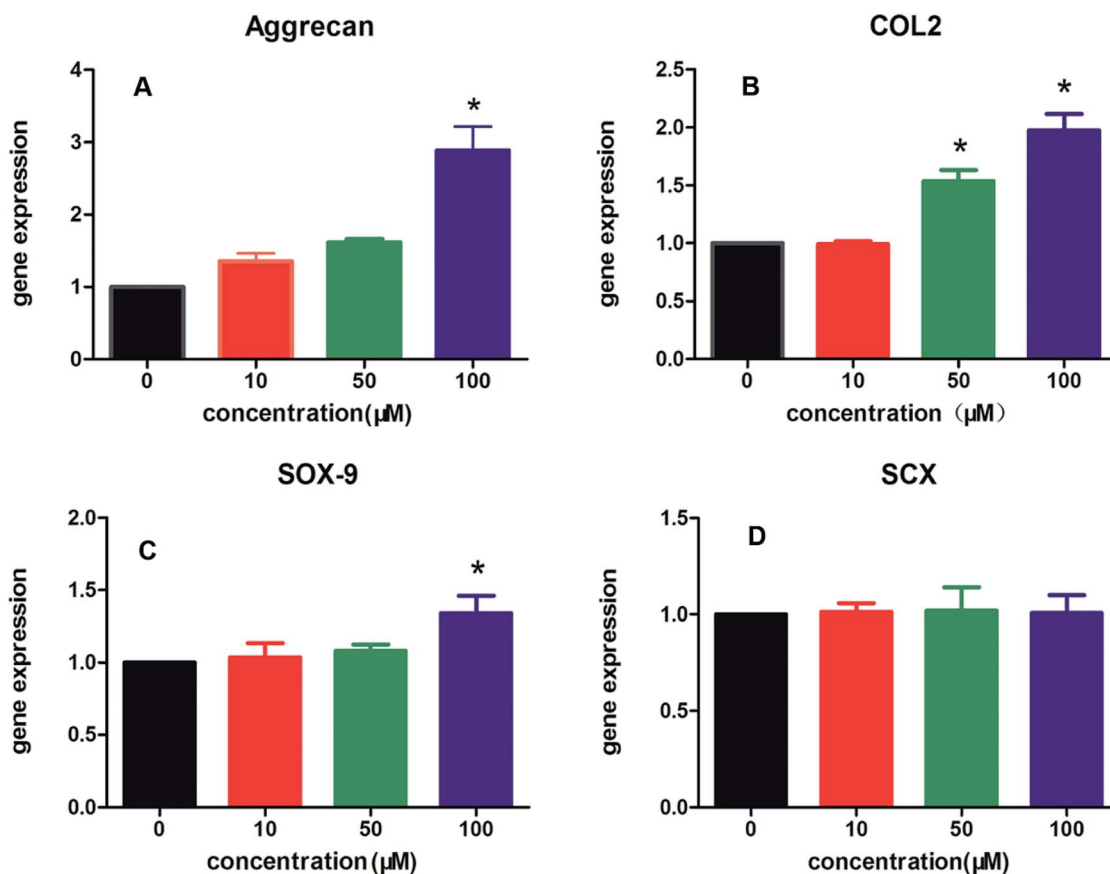 Aggrecan
A
*
4
3
2
1
0
gene expression
0 10 50 100
concentration(µM)
COL2
B
*
*
2.5
2.0
1.5
1.0
0.5
0.0
gene expression
0 10 50 100
concentration（µM）
SOX-9
C
*
2.0
1.5
1.0
0.5
0.0
gene expression
0 10 50 100
concentration(µM)
SCX
D
1.5
1.0
0.5
0.0
gene expression
0 10 50 100
concentration(µM)